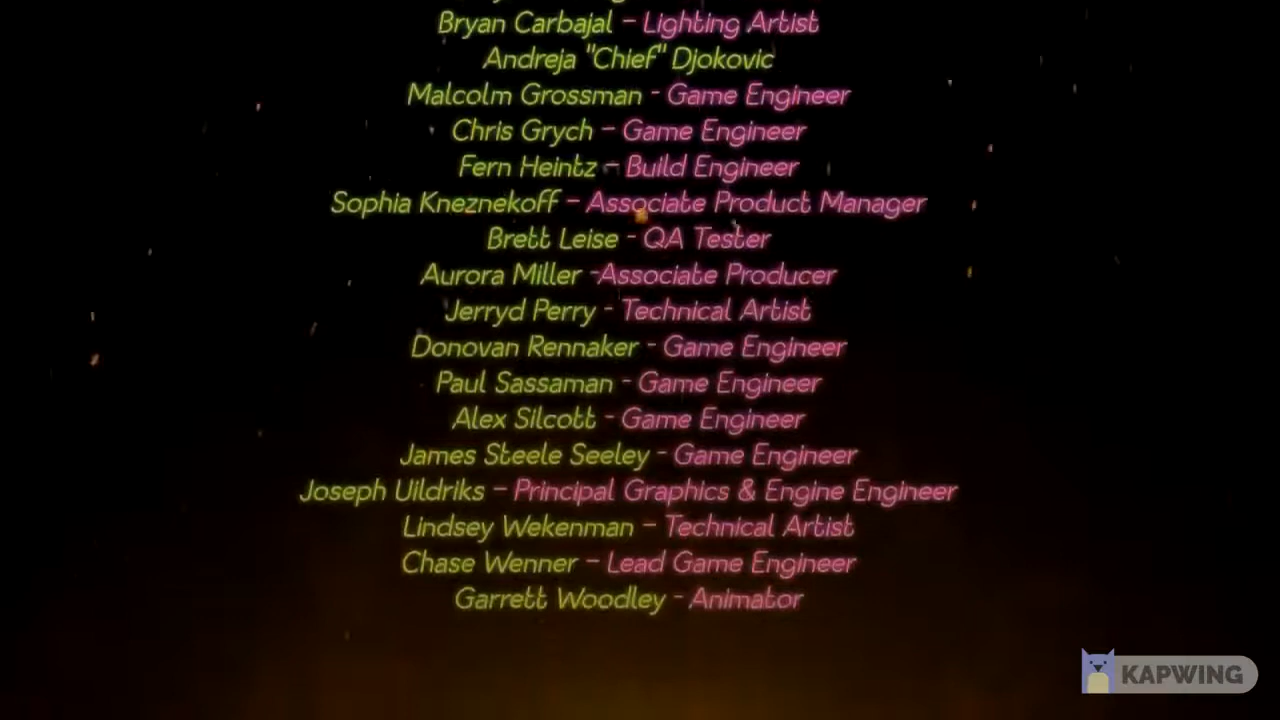 Bryan Carbajal – Lighting Artist
Andreja "Chief" Djokovic
Malcolm Grossman - Game Engineer
Chris Grych – Game Engineer
Fern Heintz – Build Engineer
Sophia Kneznekoff – Associate Product Manager
Brett Leise - QA Tester
Aurora Miller -Associate Producer
Jerryd Perry - Technical Artist
Donovan Rennaker - Game Engineer
Paul Sassaman - Game Engineer
Alex Silcott - Game Engineer
James Steele Seeley - Game Engineer
Joseph Uildriks – Principal Graphics & Engine Engineer
Lindsey Wekenman – Technical Artist
Chase Wenner – Lead Game Engineer
Garrett Woodley - Animator
KAPWING